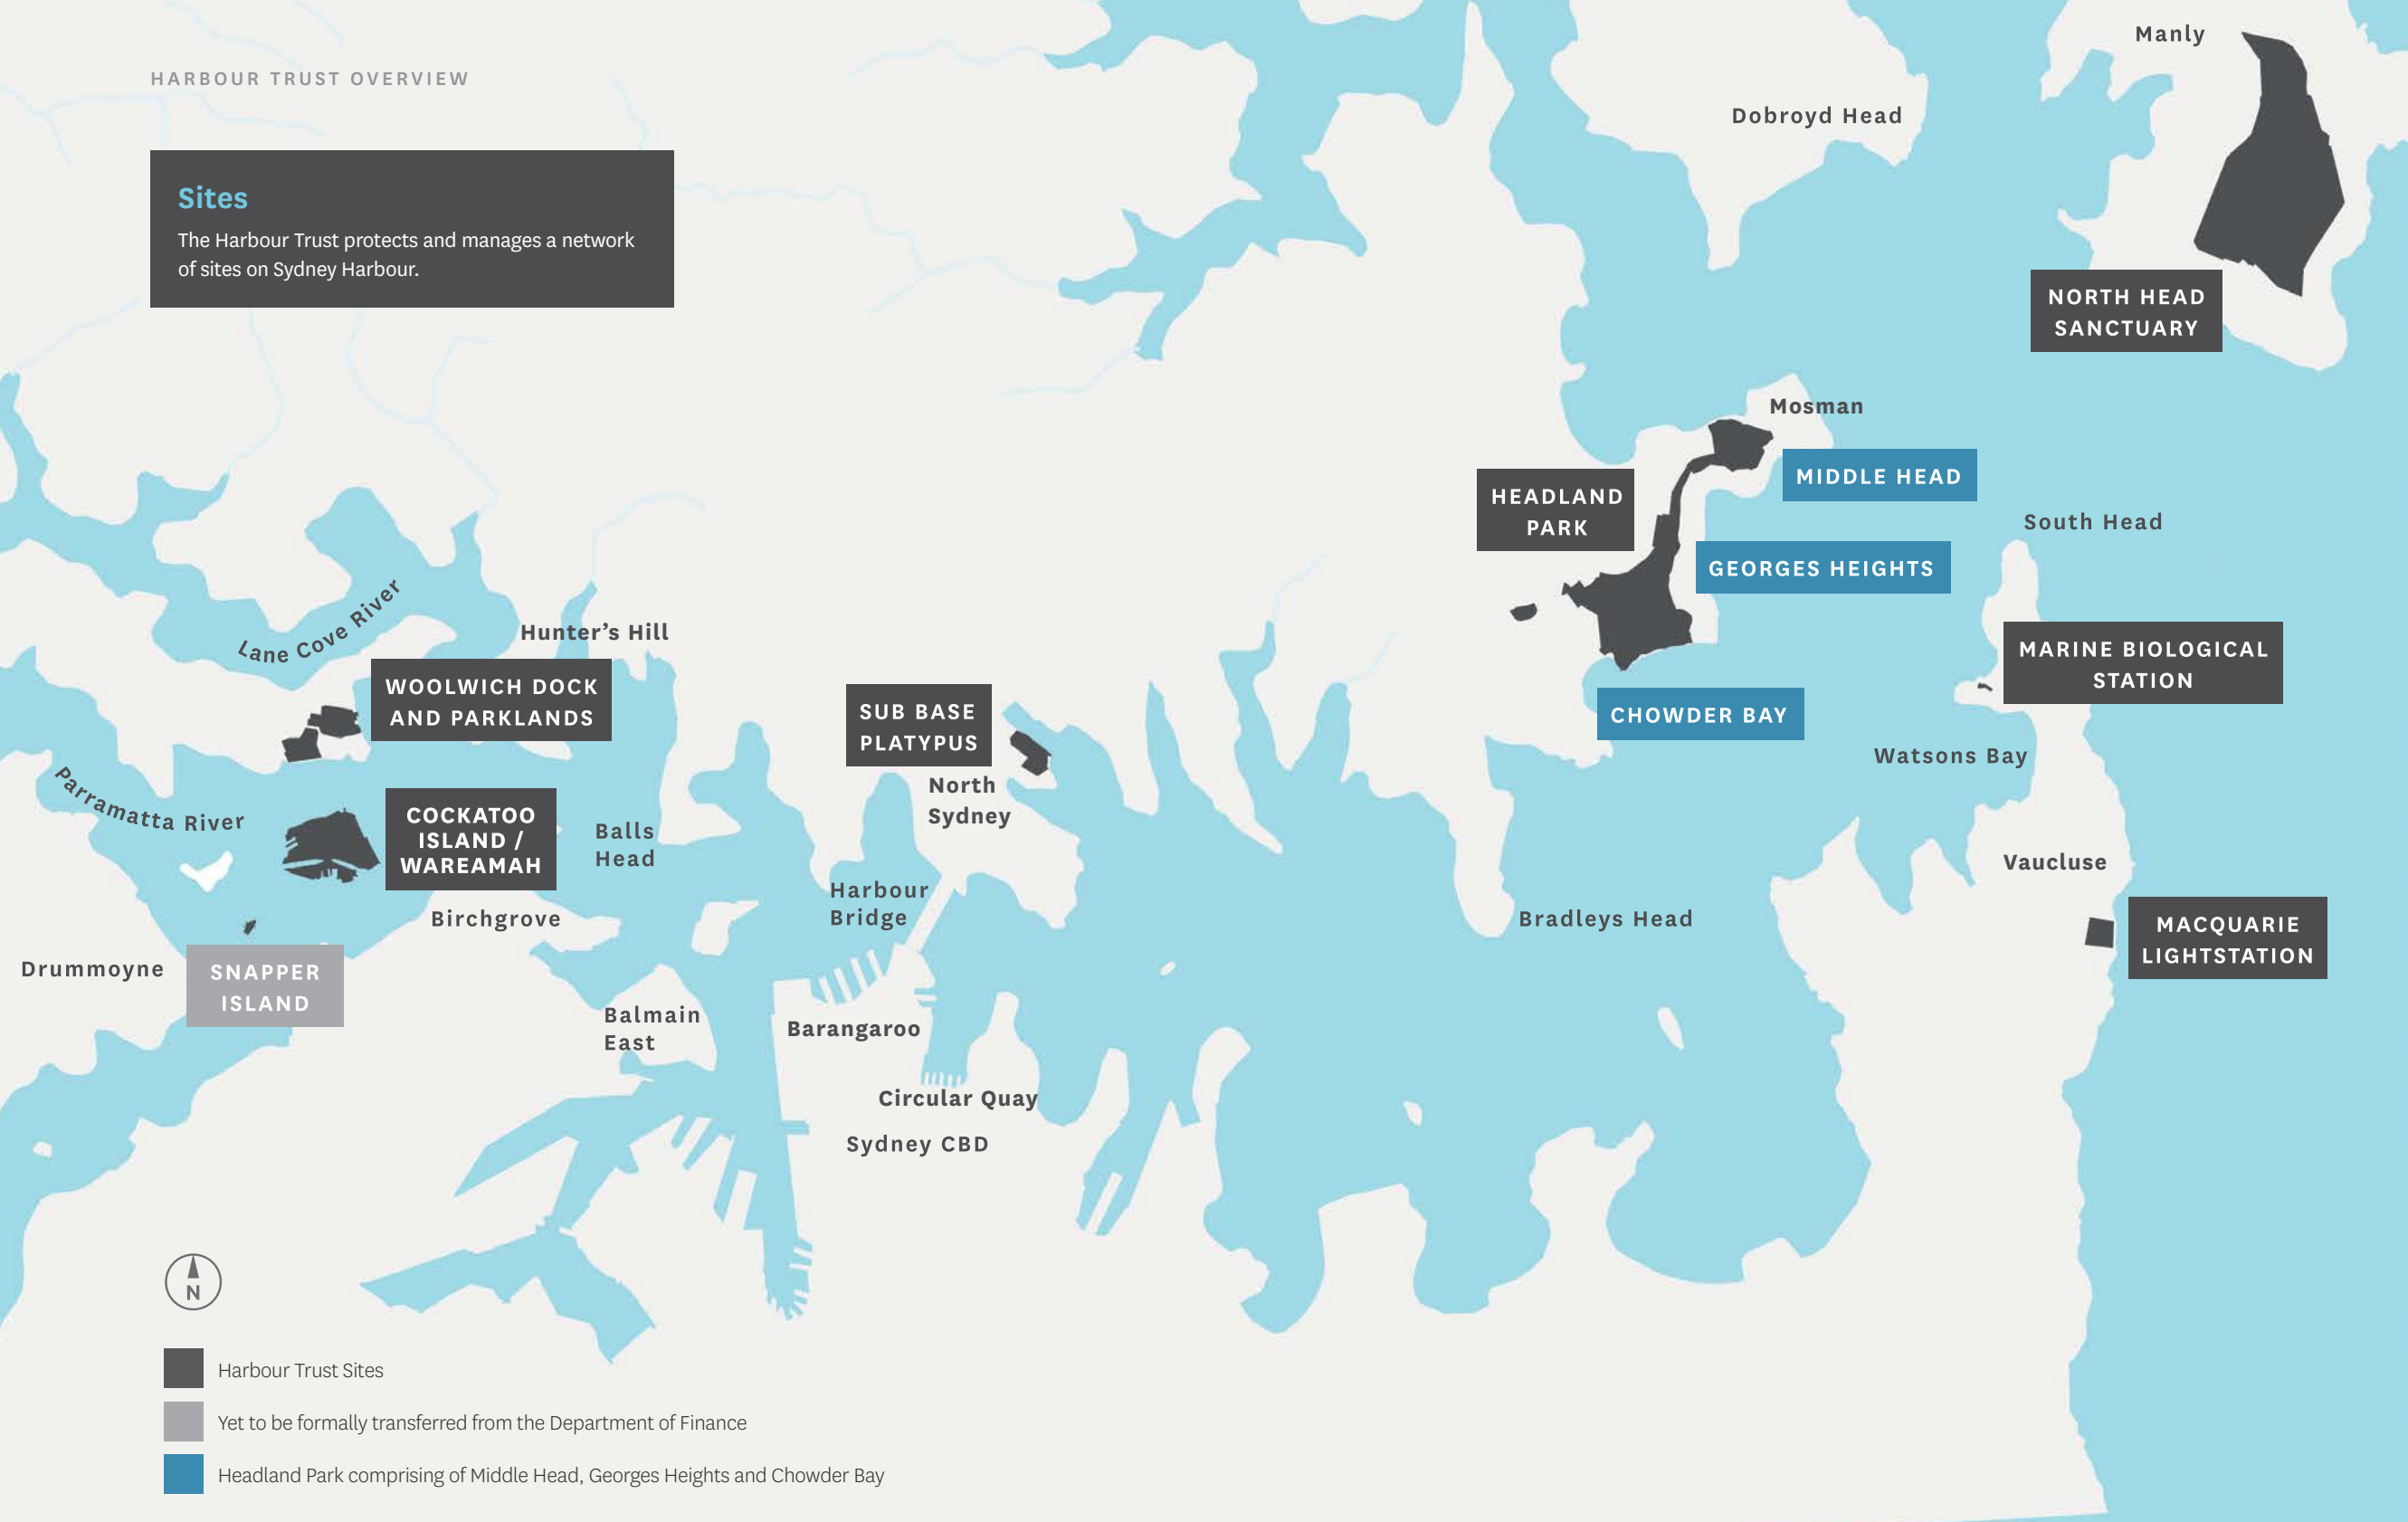 HARBOUR TRUST OVERVIEW
Sites
The Harbour Trust protects and manages a network
of sites on Sydney Harbour.
Manly
Dobroyd Head
NORTH HEAD
SANCTUARY
Mosman
MIDDLE HEAD
HEADLAND
PARK
GEORGES HEIGHTS
South Head
CHOWDER BAY
MARINE BIOLOGICAL
STATION
Watsons Bay
Lane Cove River
Hunter’s Hill
WOOLWICH DOCK
AND PARKLANDS
SUB BASE
PLATYPUS
North
Sydney
Parramatta River
COCKATOO
ISLAND /
WAREAMAH
Balls
Head
Harbour
Bridge
Vaucluse
Birchgrove
Bradleys Head
MACQUARIE
LIGHTSTATION
Drummoyne
SNAPPER
ISLAND
Balmain
East
Barangaroo
Circular Quay
Sydney CBD
N
Harbour Trust Sites
Yet to be formally transferred from the Department of Finance
Headland Park comprising of Middle Head, Georges Heights and Chowder Bay